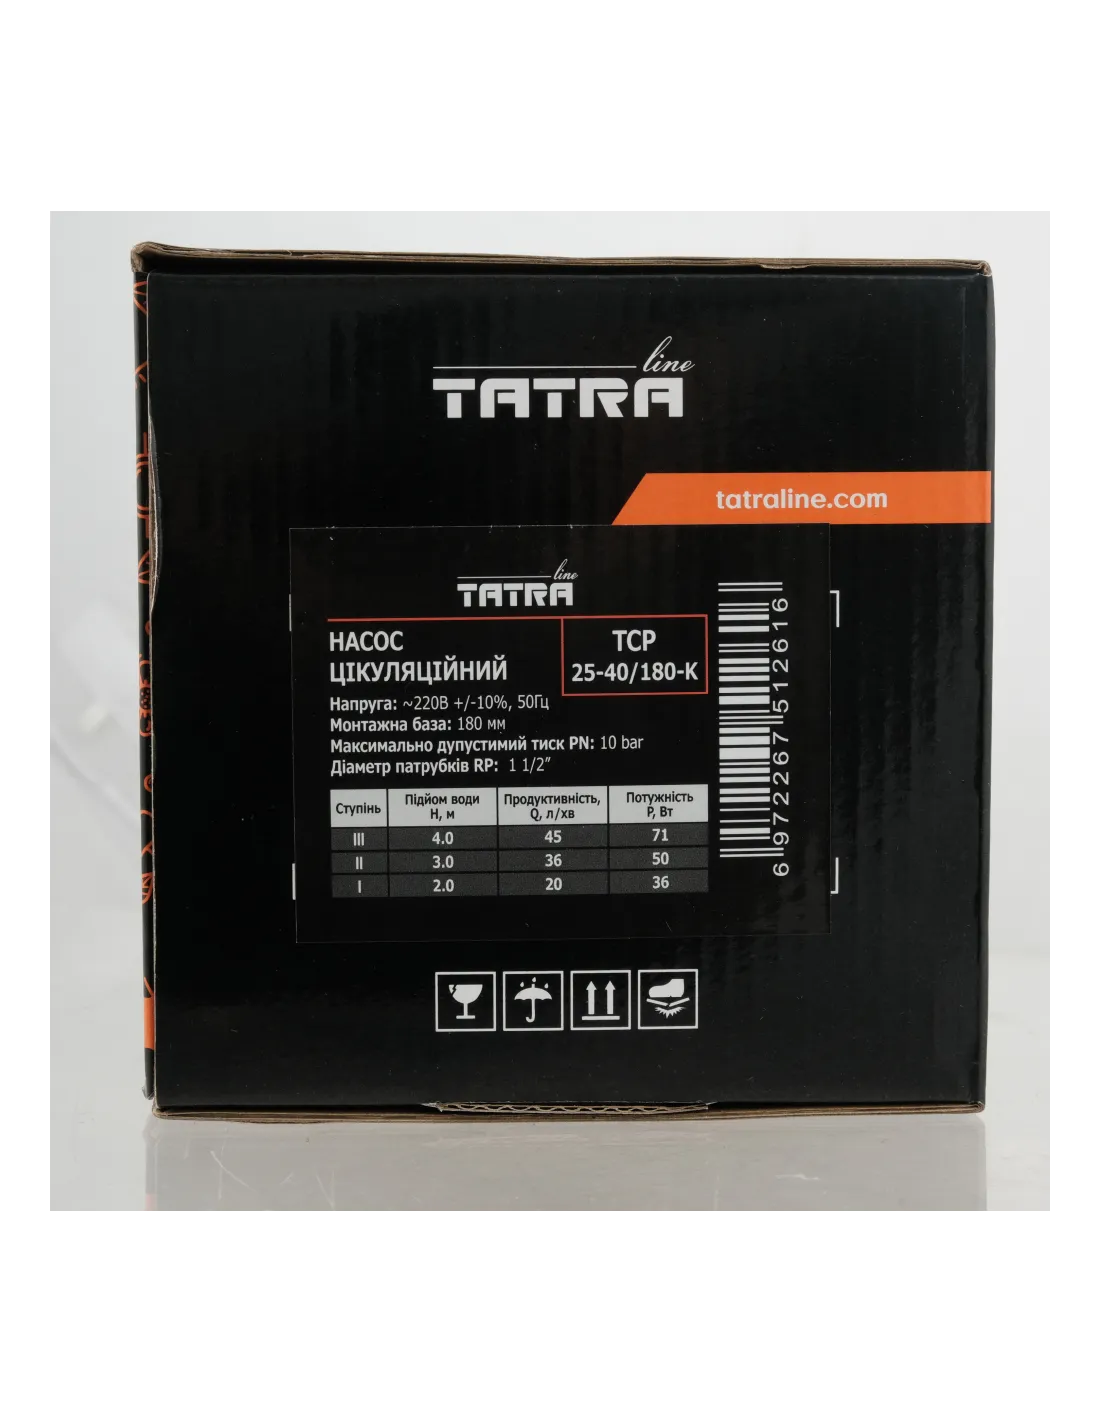 line
TATRA
tatraline.com
line
TATRA
НАСОС
ЦІКУЛЯЦІЙНИЙ
TCP
25-40/180-K
Напруга: ~220В +/-10%, 50Гц
Монтажна база: 180 мм
Максимально дупустимий тиск PN: 10 bar
Діаметр патрубків RP: 1 1/2”
Ступінь Підйом води Н, м Продуктивність, Q, л/хв Потужність Р, Вт
III 4.0 45 71
II 3.0 36 50
I 2.0 20 36
6972267512616